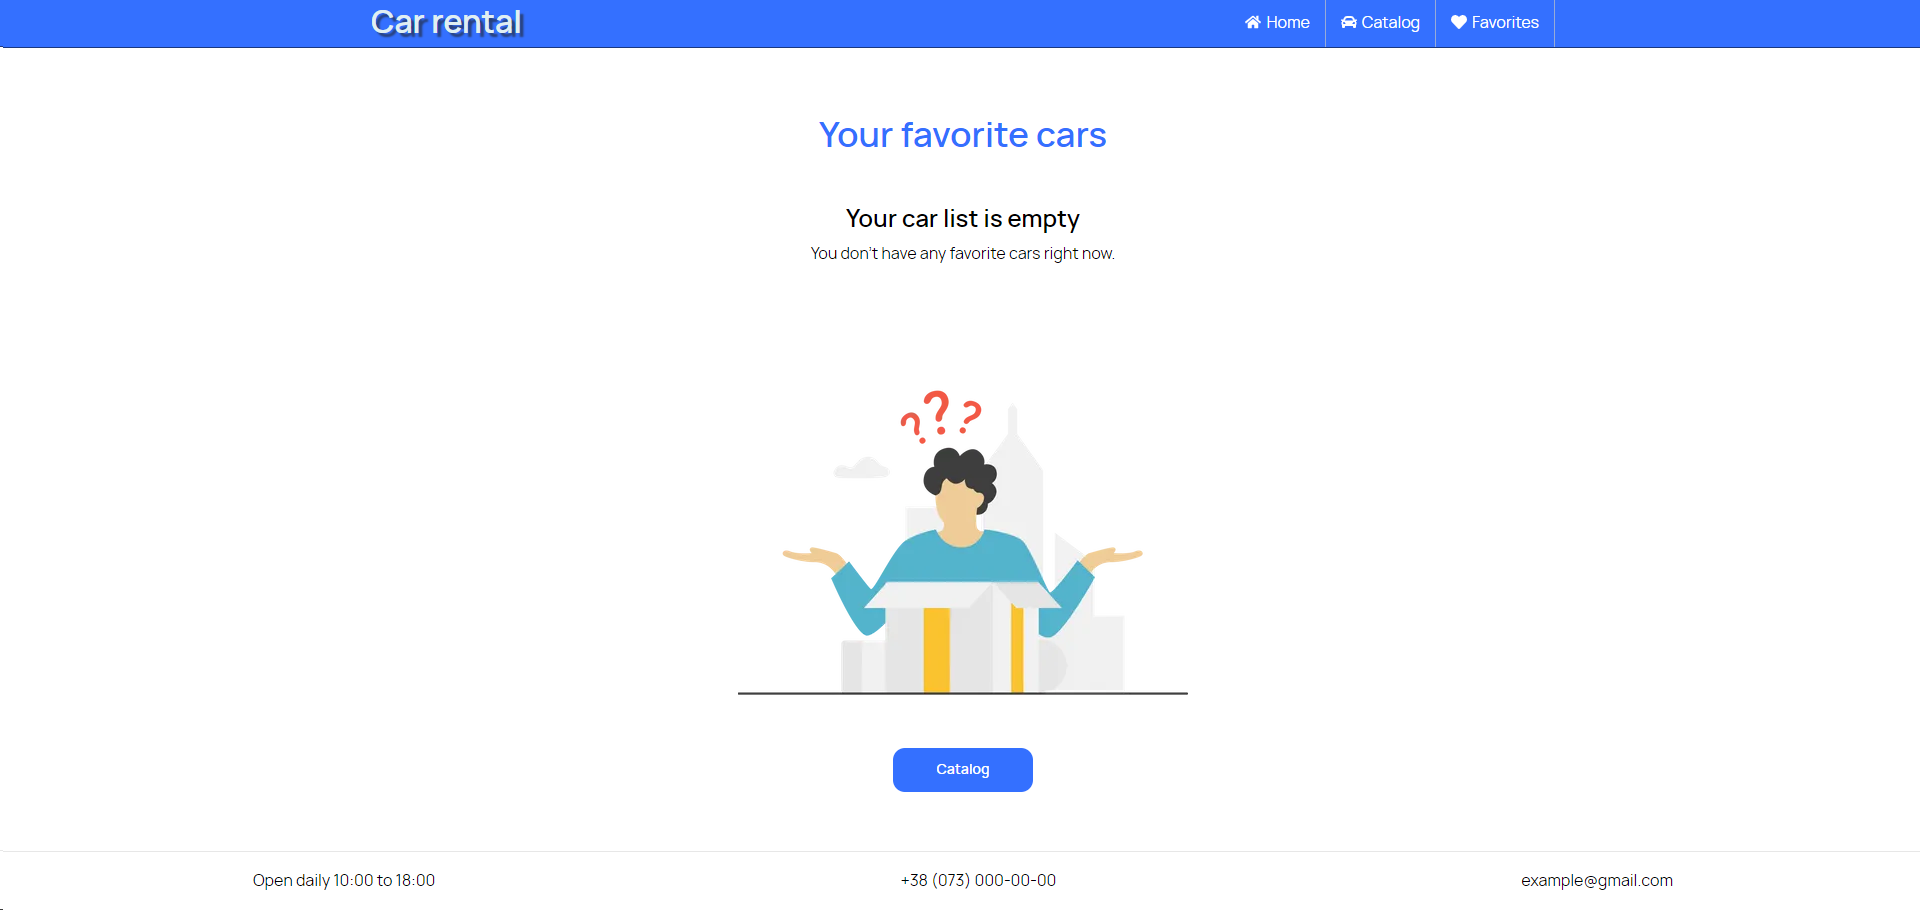 Car rental
Home Catalog Favorites
Your favorite cars
Your car list is empty
You don't have any favorite cars right now.
? ? ?
Catalog
Open daily 10:00 to 18:00 +38 (073) 000-00-00 example@gmail.com